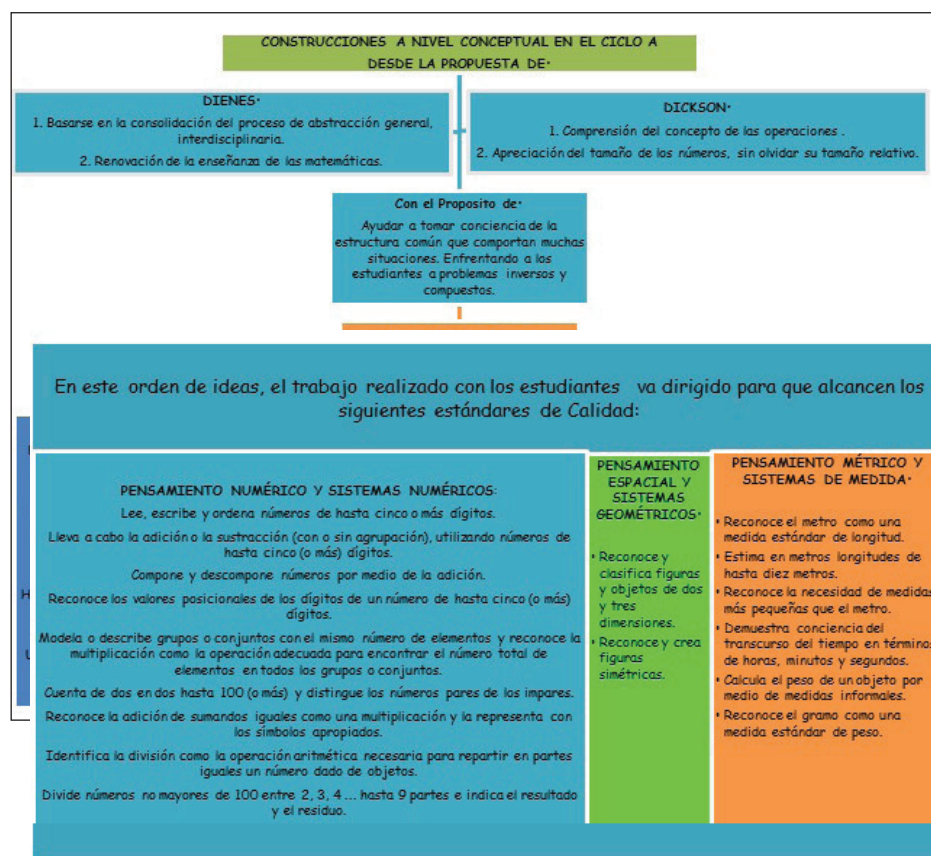 CONSTRUCCIONES A NIVEL CONCEPTUAL EN EL CICLO A
DESDE LA PROPUESTA DE·
DIENES·
1. Basarse en la consolidación del proceso de abstracción general,
interdisciplinaria.
2. Renovación de la enseñanza de las matemáticas.
DICKSON·
1. Comprensión del concepto de las operaciones .
2. Apreciación del tamaño de los números, sin olvidar su tamaño relativo.
Con el Proposito de·
Ayudar a tomar conciencia de la
estructura común que comportan muchas
situaciones. Enfrentando a los
estudiantes a problemas inversos y
compuestos.
En este orden de ideas, el trabajo realizado con los estudiantes va dirigido para que alcancen los
siguientes estándares de Calidad:
PENSAMIENTO NUMÉRICO Y SISTEMAS NUMÉRICOS:
Lee, escribe y ordena números de hasta cinco o más dígitos.
Lleva a cabo la adición o la sustracción (con o sin agrupación), utilizando números de
hasta cinco (o más) dígitos.
Compone y descompone números por medio de la adición.
Reconoce los valores posicionales de los dígitos de un número de hasta cinco (o más)
dígitos.
Modela o describe grupos o conjuntos con el mismo número de elementos y reconoce la
multiplicación como la operación adecuada para encontrar el número total de
elementos en todos los grupos o conjuntos.
Cuenta de dos en dos hasta 100 (o más) y distingue los números pares de los impares.
Reconoce la adición de sumandos iguales como una multiplicación y la representa con
los símbolos apropiados.
Identifica la división como la operación aritmética necesaria para repartir en partes
iguales un número dado de objetos.
Divide números no mayores de 100 entre 2, 3, 4 ... hasta 9 partes e indica el resultado
y el residuo.
PENSAMIENTO
ESPACIAL Y
SISTEMAS
GEOMÉTRICOS·
• Reconoce y
clasifica figuras
y objetos de dos
y tres
dimensiones.
• Reconoce y crea
figuras
simétricas.
PENSAMIENTO MÉTRICO Y
SISTEMAS DE MEDIDA·
• Reconoce el metro como una
medida estándar de longitud.
• Estima en metros longitudes de
hasta diez metros.
• Reconoce la necesidad de medidas
más pequeñas que el metro.
• Demuestra conciencia del
transcurso del tiempo en términos
de horas, minutos y segundos.
• Calcula el peso de un objeto por
medio de medidas informales.
• Reconoce el gramo como una
medida estándar de peso.